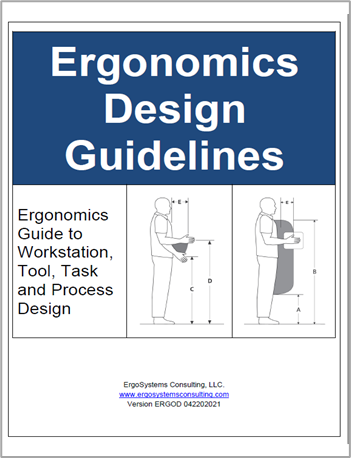 Ergonomics
Design
Guidelines
Ergonomics
Guide to
Workstation,
Tool, Task
and Process
Design
E
C
D
E
B
A
ErgoSystems Consulting, LLC.
www.ergosystemsconsulting.com
Version ERGOD 042202021